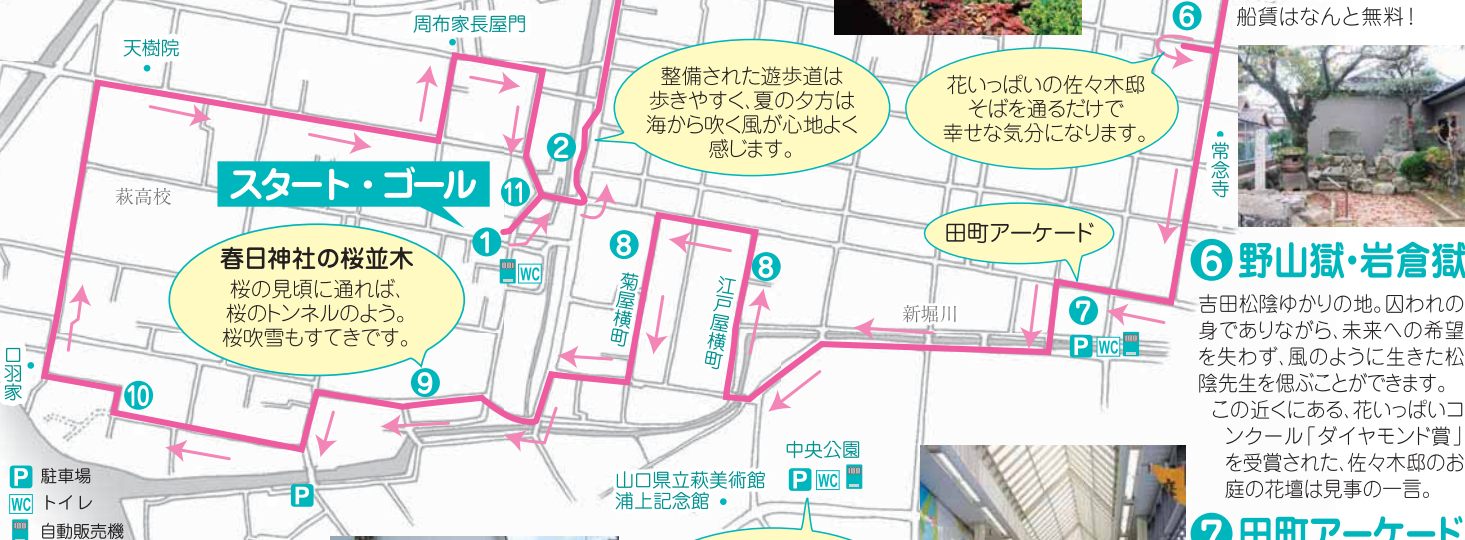 周布家長屋門
天樹院
整備された遊歩道は
歩きやすく、夏の夕方は
海から吹く風が心地よく
感じます。
花いっぱいの佐々木邸
そばを通るだけで
幸せな気分になります。
6
船賃はなんと無料!
常念寺
2
萩高校
スタート・ゴール
11
1
WC
田町アーケード
8
菊屋横町
8
江戸屋横町
新堀川
7
P WC
春日神社の桜並木
桜の見頃に通れば、
桜のトンネルのよう。
桜吹雪もすてきです。
口羽家
9
10
P
P 駐車場
WC トイレ
自動販売機
中央公園
P WC
山口県立萩美術館
浦上記念館
6 野山獄・岩倉獄
吉田松陰ゆかりの地。囚われの
身でありながら、未来への希望
を失わず、風のように生きた松
陰先生を偲ぶことができます。
この近くにある、花いっぱいコ
ンクール「ダイヤモンド賞」
を受賞された、佐々木邸のお
庭の花壇は見事の一言。
7 田町アーケード